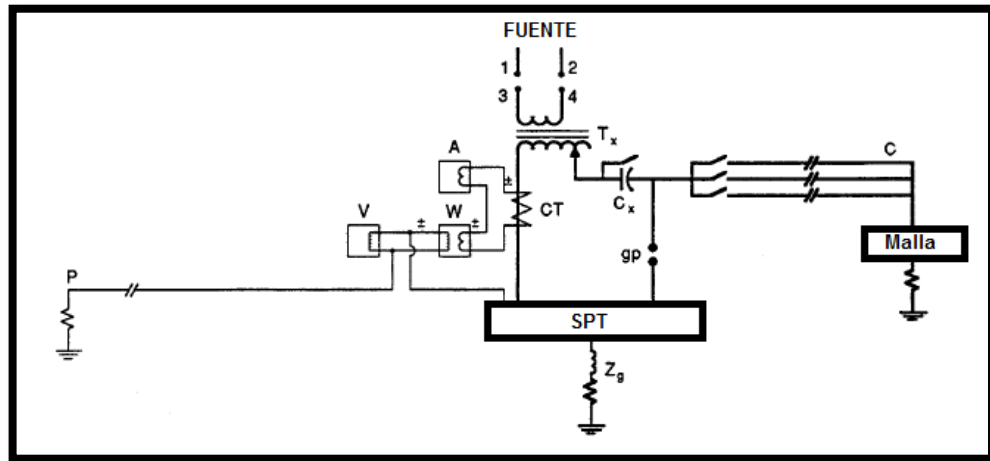 FUENTE
1 2
3 4
Tx
A
±
CT
Cx
C
V ± W ±
gp
Malla
P
SPT
Zg